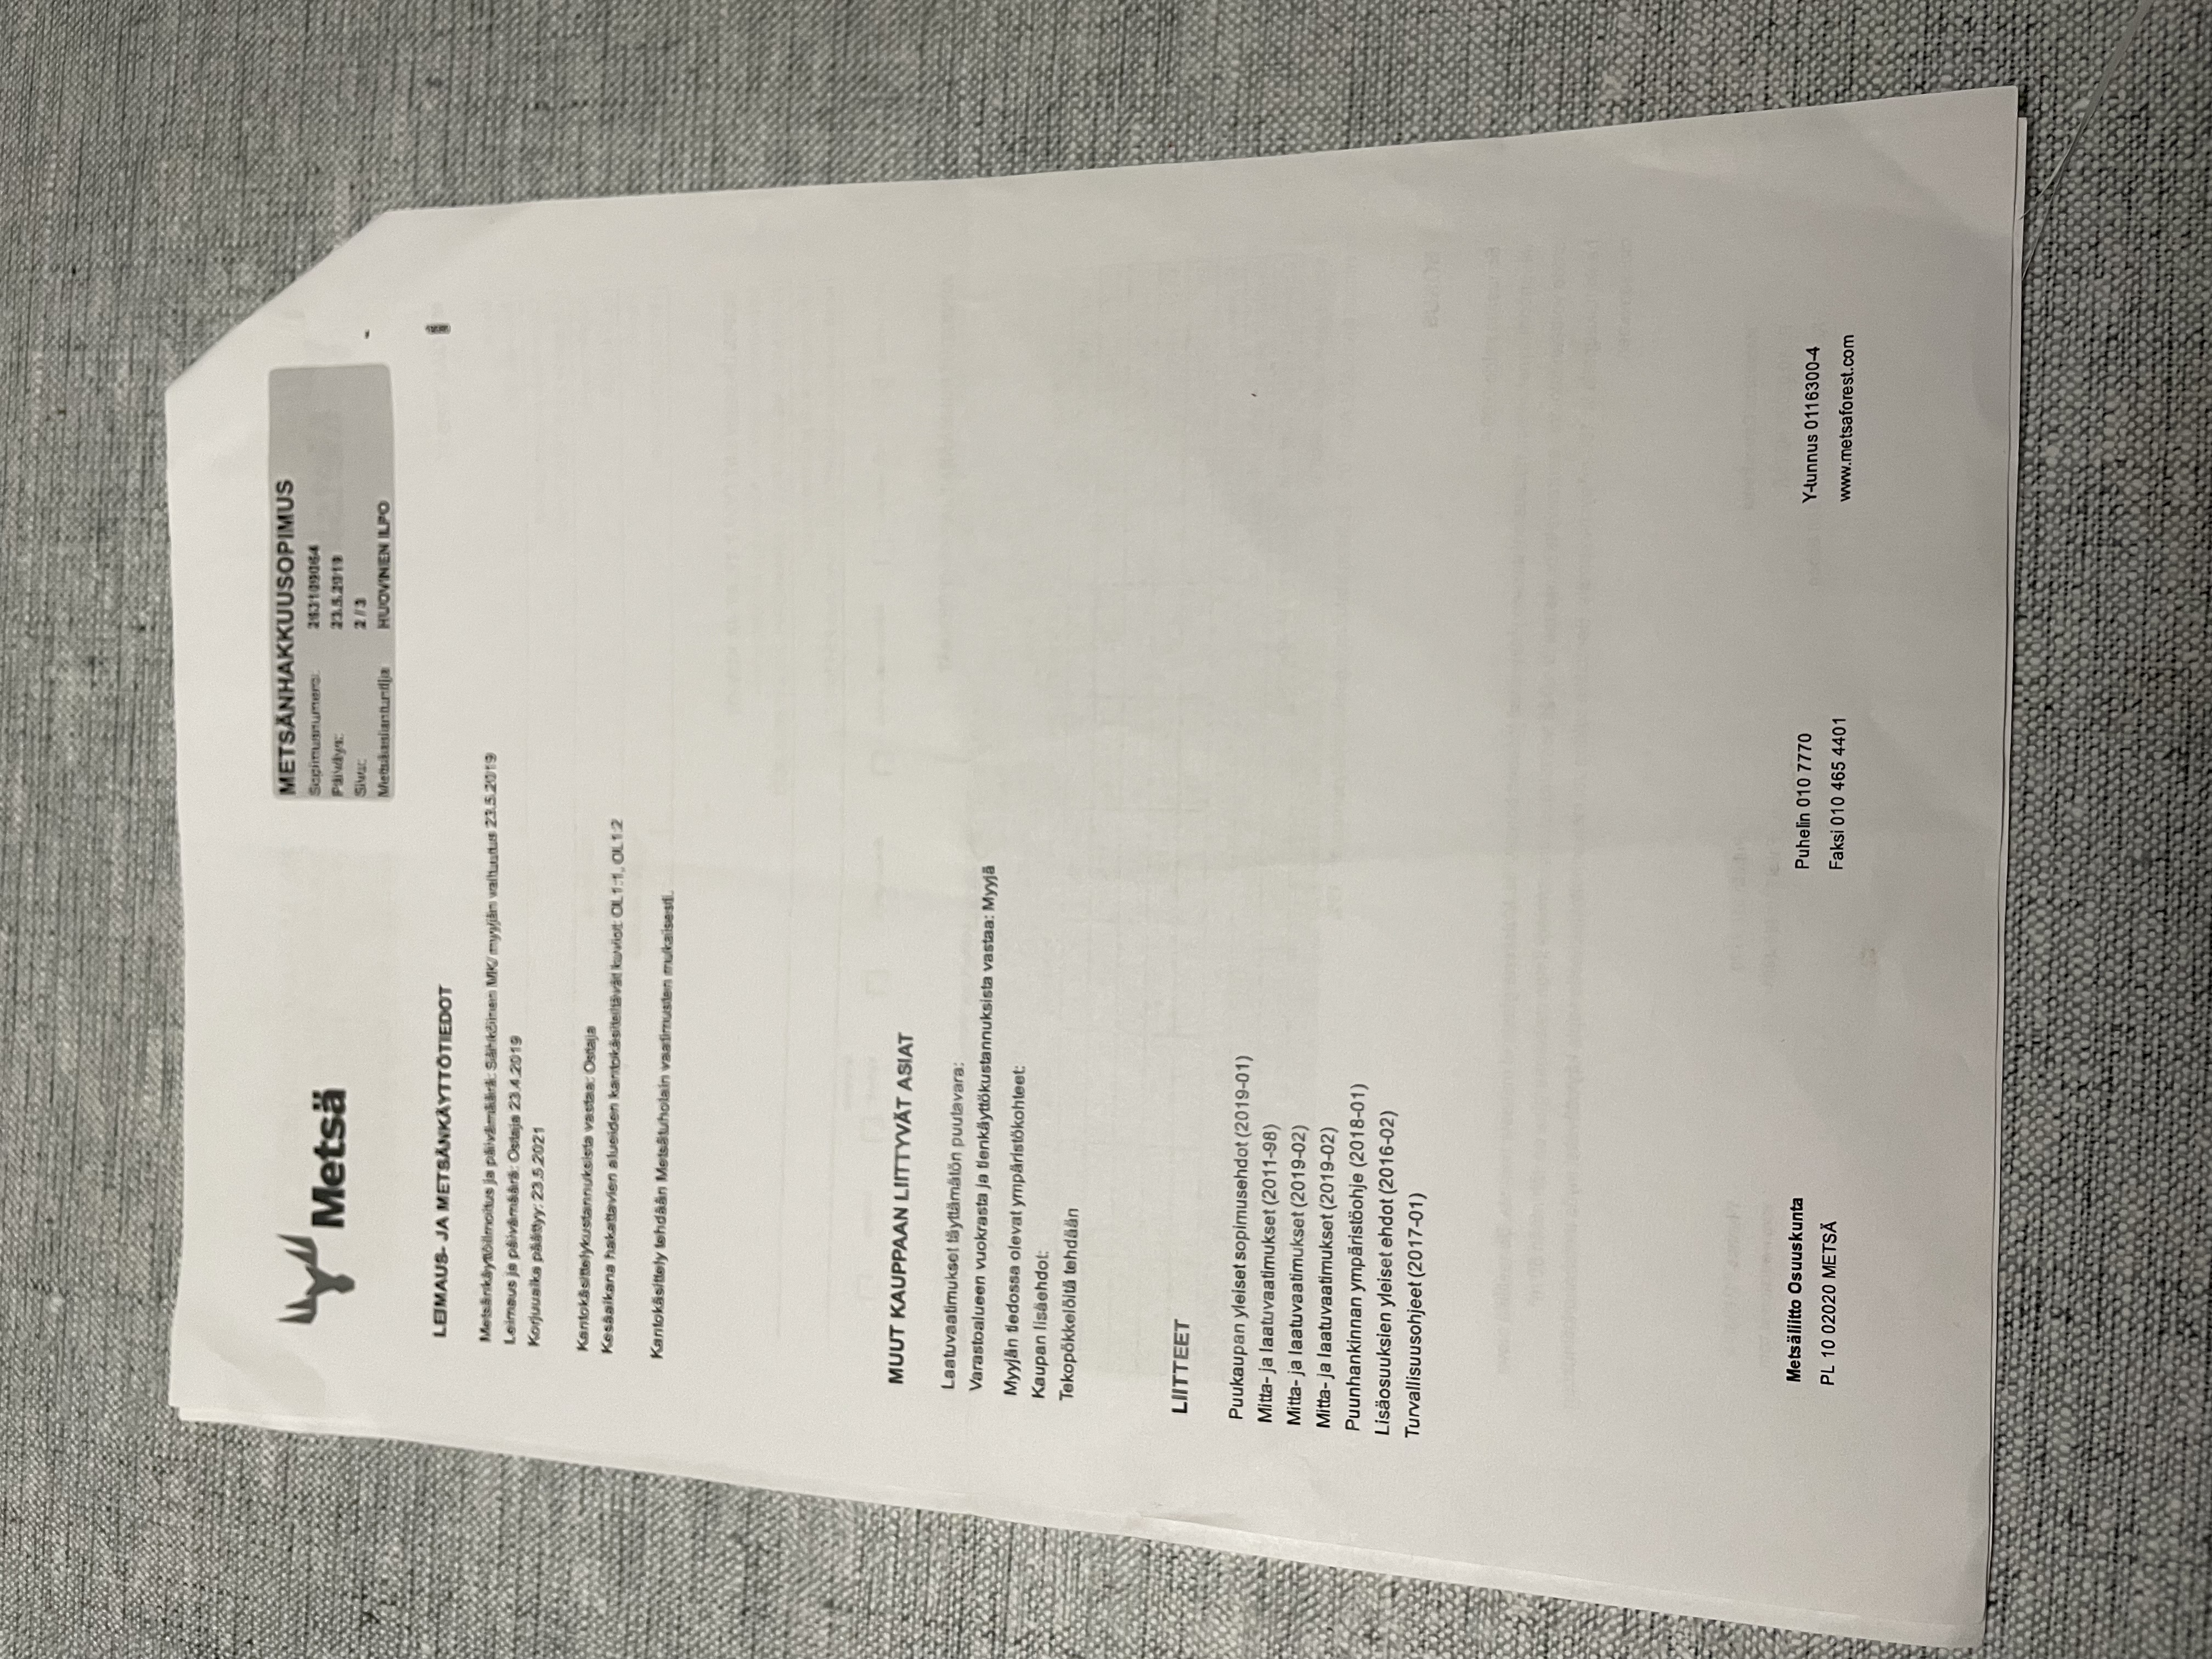 Metsä
METSÄNHAKKUUSOPIMUS
Sopimusnumero:
Päiväys: 23.5.2019
Sivu: 2 / 3
Metsäasiantuntija HUOVINEN ILPO
LEIMAUS- JA METSÄNKÄYTTÖTIEDOT
Metsänkäyttöilmoitus ja päivämäärä: Sähköinen MK/ myyjän valtuutus 23.5.2019
Leimaus ja päivämäärä: Ostaja 23.4.2019
Korjuuaika päättyy: 23.5.2021
Kantokäsittelykustannuksista vastaa: Ostaja
Kesäaikana hakattavien alueiden kantokäsiteltävät kuviot: OL 1:1, OL 1:2
Kantokäsittely tehdään Metsätuholain vaatimusten mukaisesti.
MUUT KAUPPAAN LIITTYVÄT ASIAT
Laatuvaatimukset täyttämätön puutavara:
Varastoalueen vuokrasta ja tienkäyttökustannuksista vastaa: Myyjä
Myyjän tiedossa olevat ympäristökohteet:
Kaupan lisäehdot:
Tekopökkelöitä tehdään
LIITTEET
Puukaupan yleiset sopimusehdot (2019-01)
Mitta- ja laatuvaatimukset (2011-98)
Mitta- ja laatuvaatimukset (2019-02)
Mitta- ja laatuvaatimukset (2019-02)
Puunhankinnan ympäristöohje (2018-01)
Lisäosuuksien yleiset ehdot (2016-02)
Turvallisuusohjeet (2017-01)
Metsäliitto Osuuskunta
PL 10 02020 METSÄ
Puhelin 010 7770
Faksi 010 465 4401
Y-tunnus 0116300-4
www.metsaforest.com